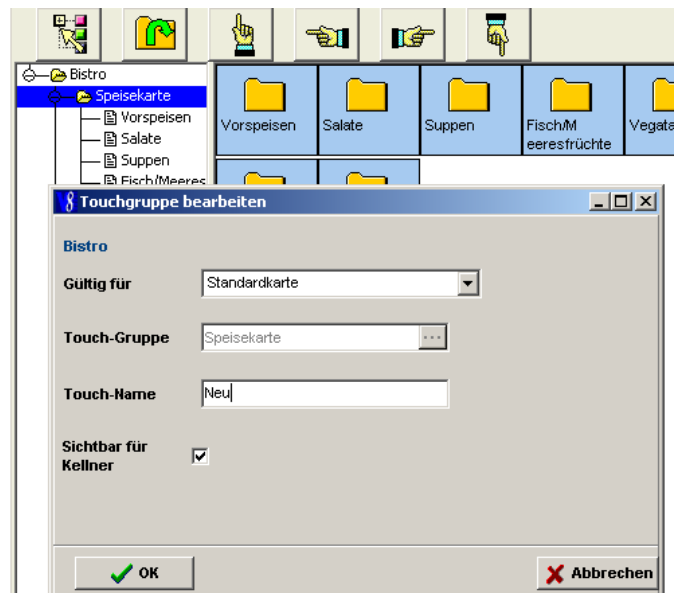 Bistro
Speisekarte
Vorspeisen
Salate
Suppen
Fisch/Meeres
Vorspeisen
Salate
Suppen
Fisch/M
eeresfrüchte
Vegata
Touchgruppe bearbeiten
Bistro
Gültig für
Standardkarte
Touch-Gruppe
Speisekarte
...
Touch-Name
Neu
Sichtbar für
Kellner
OK
Abbrechen